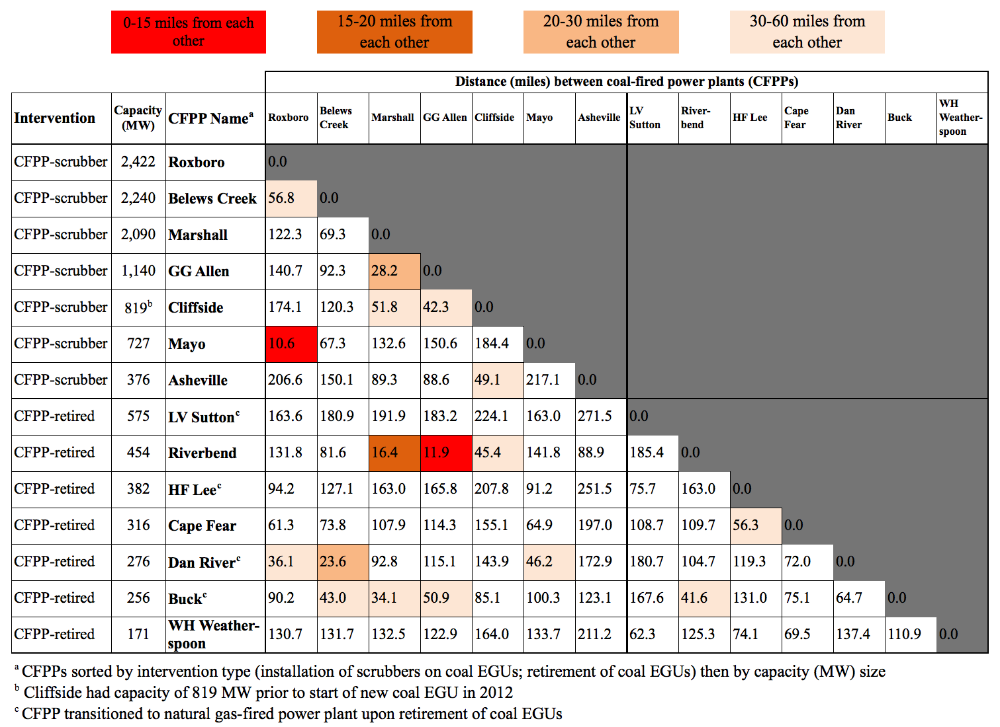 0-15 miles from each other
15-20 miles from each other
20-30 miles from each other
30-60 miles from each other
Distance (miles) between coal-fired power plants (CFPPs)
Intervention Capacity (MW) CFPP Nameᵃ Roxboro Belews Creek Marshall GG Allen Cliffside Mayo Asheville LV Sutton River-bend HF Lee Cape Fear Dan River Buck WH Weather-spoon
CFPP-scrubber 2,422 Roxboro 0.0
CFPP-scrubber 2,240 Belews Creek 56.8 0.0
CFPP-scrubber 2,090 Marshall 122.3 69.3 0.0
CFPP-scrubber 1,140 GG Allen 140.7 92.3 28.2 0.0
CFPP-scrubber 819ᵇ Cliffside 174.1 120.3 51.8 42.3 0.0
CFPP-scrubber 727 Mayo 10.6 67.3 132.6 150.6 184.4 0.0
CFPP-scrubber 376 Asheville 206.6 150.1 89.3 88.6 49.1 217.1 0.0
CFPP-retired 575 LV Suttonᶜ 163.6 180.9 191.9 183.2 224.1 163.0 271.5 0.0
CFPP-retired 454 Riverbend 131.8 81.6 16.4 11.9 45.4 141.8 88.9 185.4 0.0
CFPP-retired 382 HF Leeᶜ 94.2 127.1 163.0 165.8 207.8 91.2 251.5 75.7 163.0 0.0
CFPP-retired 316 Cape Fear 61.3 73.8 107.9 114.3 155.1 64.9 197.0 108.7 109.7 56.3 0.0
CFPP-retired 276 Dan Riverᶜ 36.1 23.6 92.8 115.1 143.9 46.2 172.9 180.7 104.7 119.3 72.0 0.0
CFPP-retired 256 Buckᶜ 90.2 43.0 34.1 50.9 85.1 100.3 123.1 167.6 41.6 131.0 75.1 64.7 0.0
CFPP-retired 171 WH Weather-spoon 130.7 131.7 132.5 122.9 164.0 133.7 211.2 62.3 125.3 74.1 69.5 137.4 110.9 0.0
ᵃ CFPPs sorted by intervention type (installation of scrubbers on coal EGUs; retirement of coal EGUs) then by capacity (MW) size
ᵇ Cliffside had capacity of 819 MW prior to start of new coal EGU in 2012
ᶜ CFPP transitioned to natural gas-fired power plant upon retirement of coal EGUs